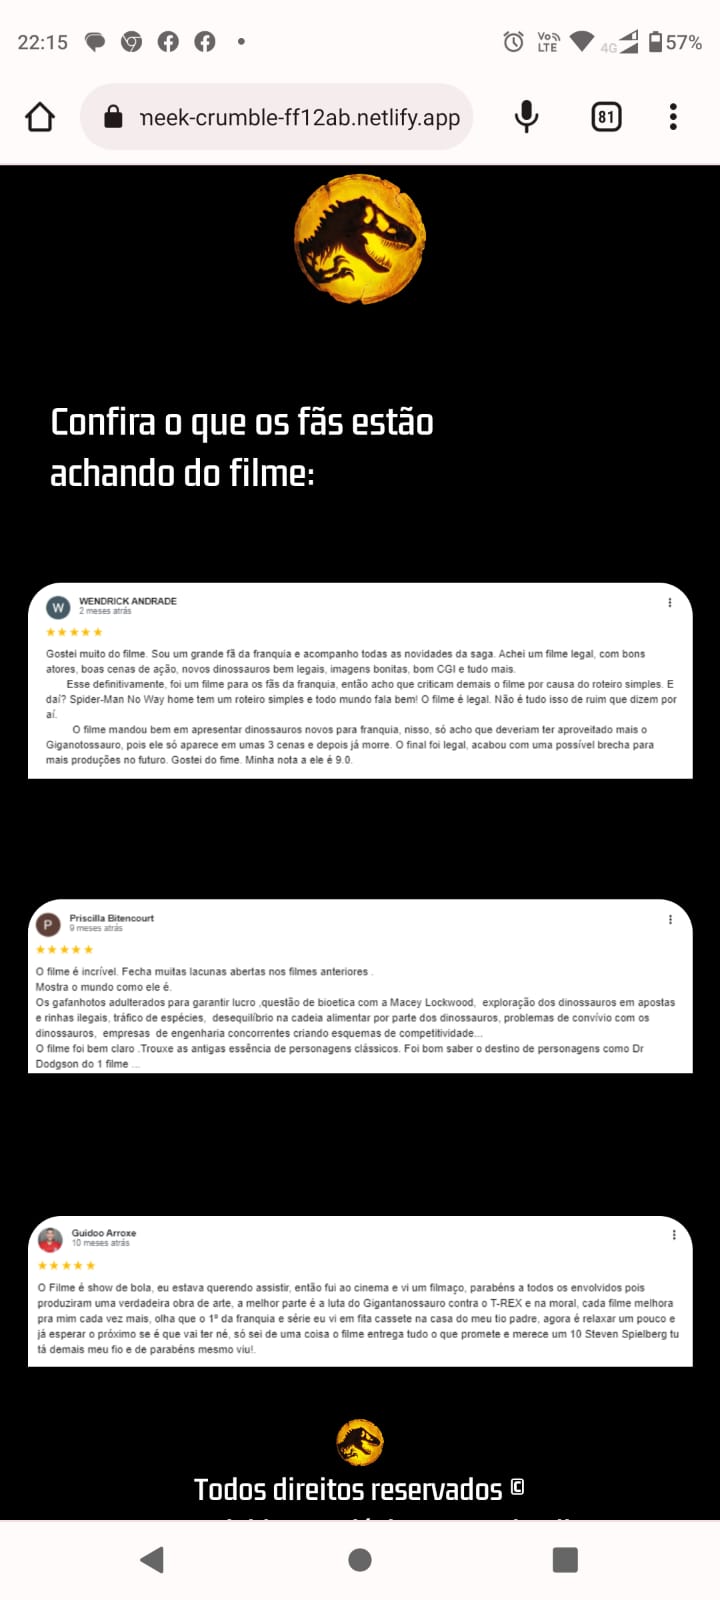 22:15
Vo))
LTE
4G
57%
neek-crumble-ff12ab.netlify.app
81
Confira o que os fãs estão
achando do filme:
W
WENDRICK ANDRADE
2 meses atrás
Gostei muito do filme. Sou um grande fã da franquia e acompanho todas as novidades da saga. Achei um filme legal, com bons
atores, boas cenas de ação, novos dinossauros bem legais, imagens bonitas, bom CGI e tudo mais.
Esse definitivamente, foi um filme para os fãs da franquia, então acho que criticam demais o filme por causa do roteiro simples. E
daí? Spider-Man No Way home tem um roteiro simples e todo mundo fala bem! O filme é legal. Não é tudo isso de ruim que dizem por
aí.
O filme mandou bem em apresentar dinossauros novos para franquia, nisso, só acho que deveriam ter aproveitado mais o
Giganotossauro, pois ele só aparece em umas 3 cenas e depois já morre. O final foi legal, acabou com uma possível brecha para
mais produções no futuro. Gostei do fime. Minha nota a ele é 9.0.
P
Priscilla Bitencourt
9 meses atrás
O filme é incrível. Fecha muitas lacunas abertas nos filmes anteriores .
Mostra o mundo como ele é.
Os gafanhotos adulterados para garantir lucro ,questão de bioetica com a Macey Lockwood, exploração dos dinossauros em apostas
e rinhas ilegais, tráfico de espécies, desequilíbrio na cadeia alimentar por parte dos dinossauros, problemas de convívio com os
dinossauros, empresas de engenharia concorrentes criando esquemas de competitividade...
O filme foi bem claro .Trouxe as antigas essência de personagens clássicos. Foi bom saber o destino de personagens como Dr
Dodgson do 1 filme ...
Guidoo Arroxe
10 meses atrás
O Filme é show de bola, eu estava querendo assistir, então fui ao cinema e vi um filmaço, parabéns a todos os envolvidos pois
produziram uma verdadeira obra de arte, a melhor parte é a luta do Gigantanossauro contra o T-REX e na moral, cada filme melhora
pra mim cada vez mais, olha que o 1º da franquia e série eu vi em fita cassete na casa do meu tio padre, agora é relaxar um pouco e
já esperar o próximo se é que vai ter né, só sei de uma coisa o filme entrega tudo o que promete e merece um 10 Steven Spielberg tu
tá demais meu fio e de parabéns mesmo viu!.
Todos direitos reservados ©